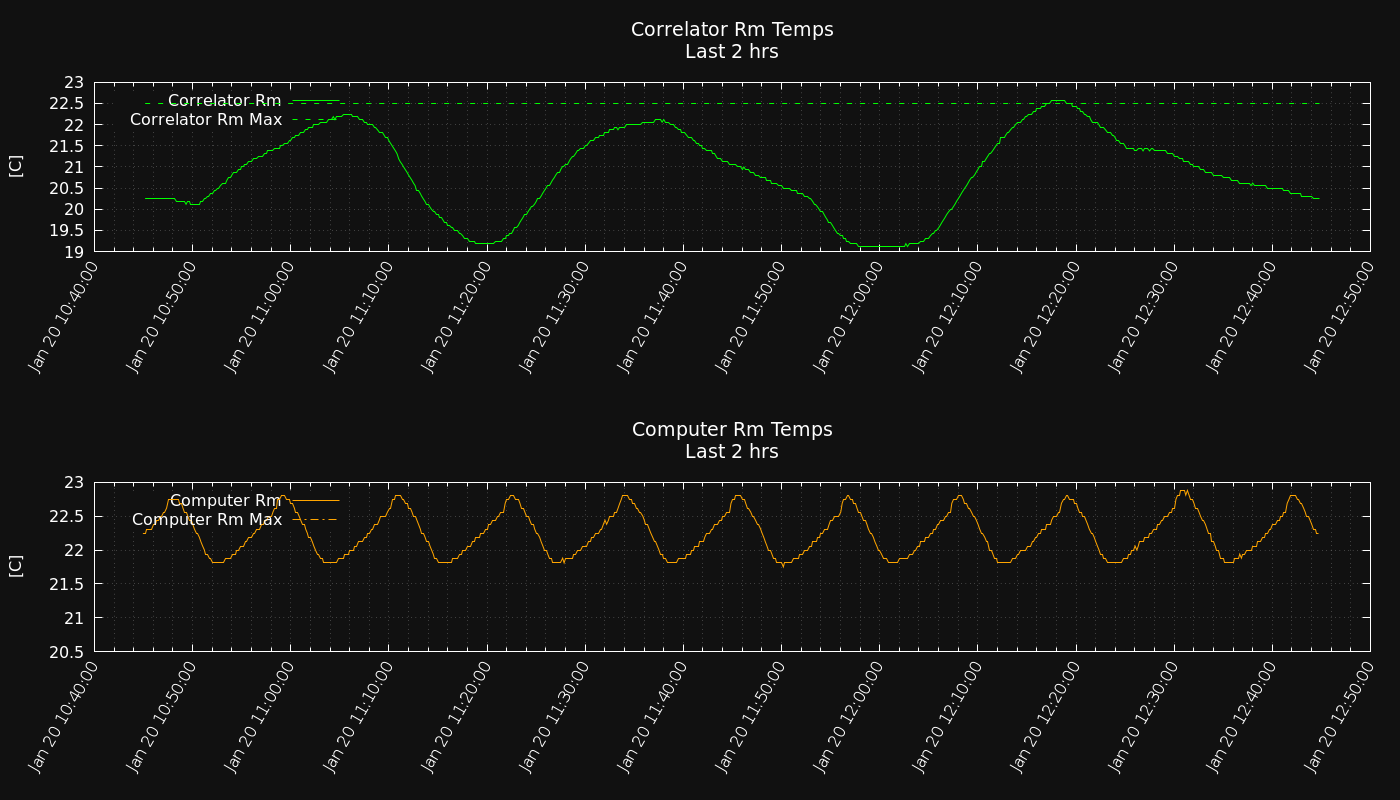 Correlator Rm Temps
Last 2 hrs
[C]
23
22.5
22
21.5
21
20.5
20
19.5
19
Correlator Rm
Correlator Rm Max
Jan 20 10:40:00
Jan 20 10:50:00
Jan 20 11:00:00
Jan 20 11:10:00
Jan 20 11:20:00
Jan 20 11:30:00
Jan 20 11:40:00
Jan 20 11:50:00
Jan 20 12:00:00
Jan 20 12:10:00
Jan 20 12:20:00
Jan 20 12:30:00
Jan 20 12:40:00
Jan 20 12:50:00
Computer Rm Temps
Last 2 hrs
[C]
23
22.5
22
21.5
21
20.5
Computer Rm
Computer Rm Max
Jan 20 10:40:00
Jan 20 10:50:00
Jan 20 11:00:00
Jan 20 11:10:00
Jan 20 11:20:00
Jan 20 11:30:00
Jan 20 11:40:00
Jan 20 11:50:00
Jan 20 12:00:00
Jan 20 12:10:00
Jan 20 12:20:00
Jan 20 12:30:00
Jan 20 12:40:00
Jan 20 12:50:00